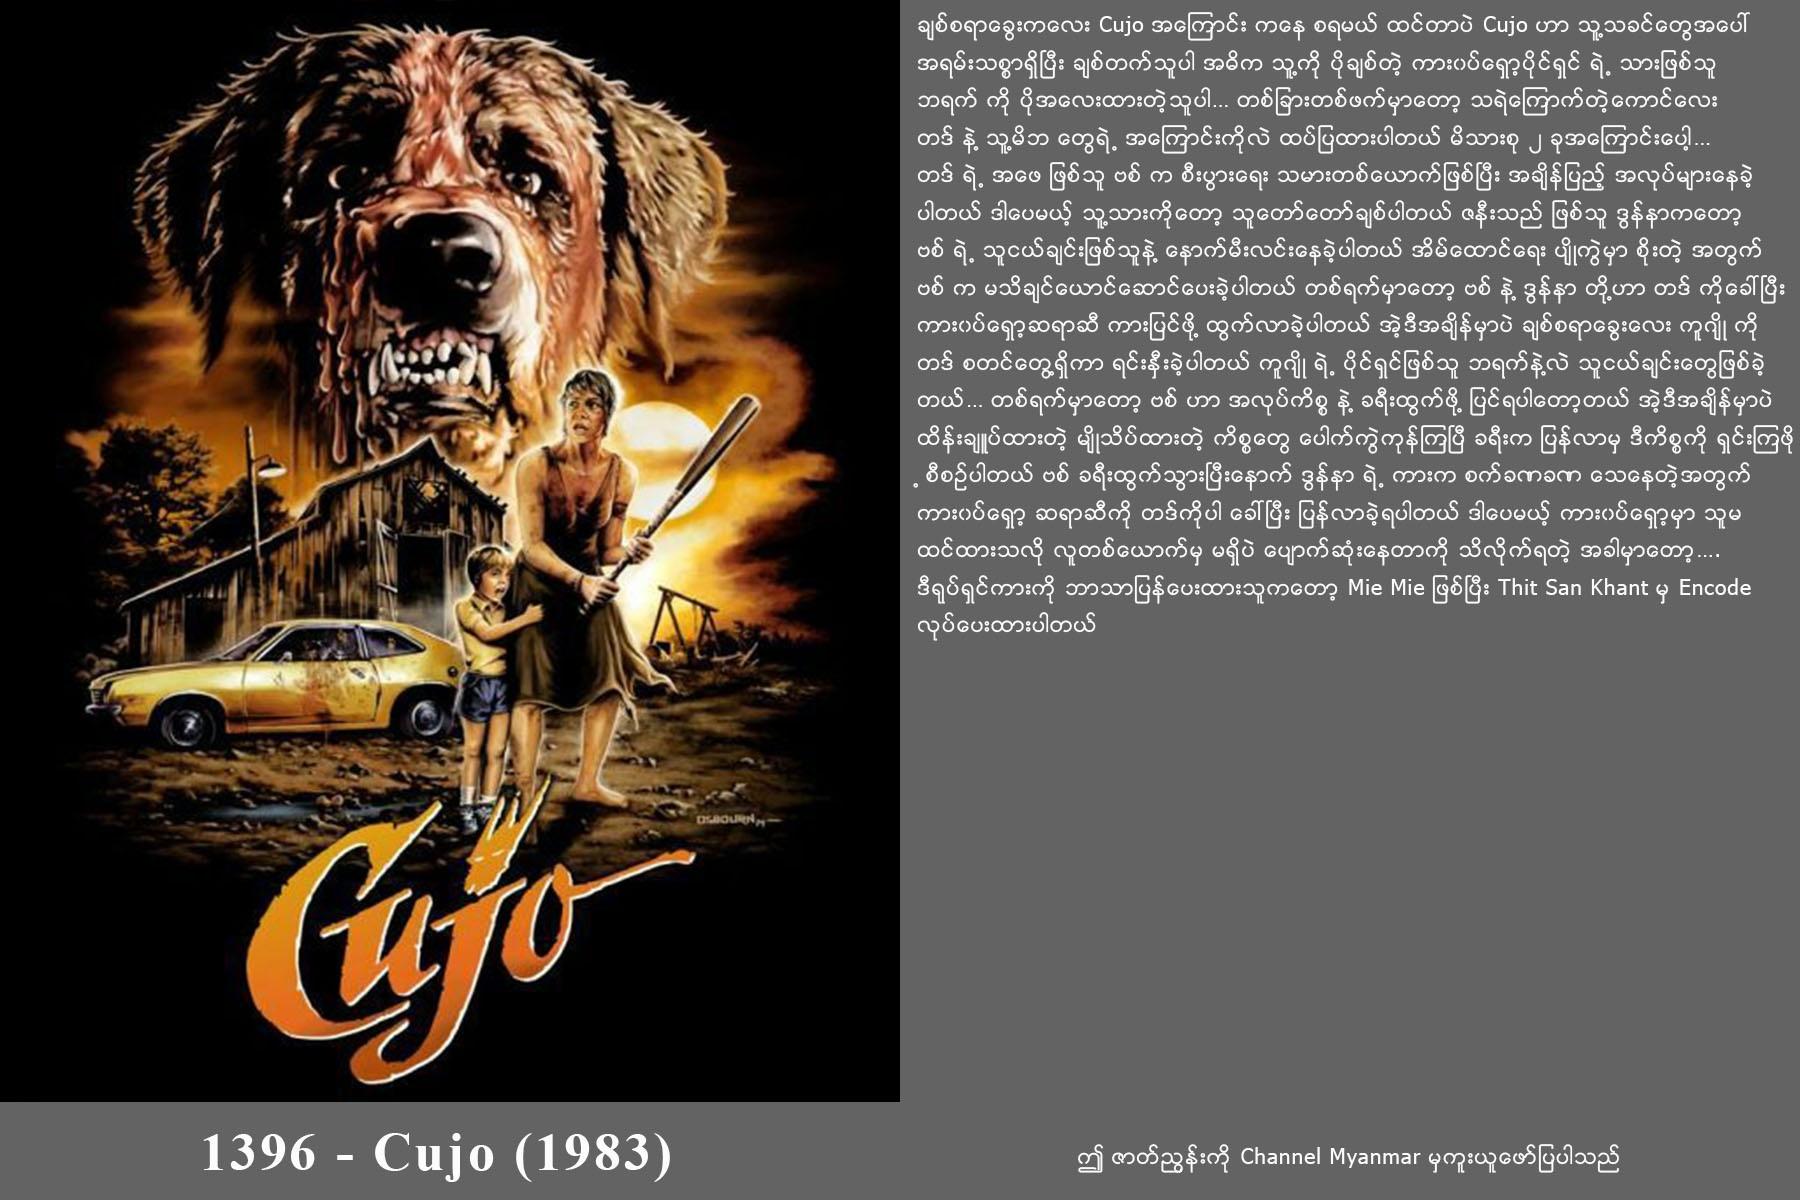 ချစ်စရာခွေးကလေး Cujo အကြောင်း ကနေ စရမယ် ထင်တာပဲ Cujo ဟာ သူ့သခင်တွေအပေါ်
အရမ်းသစ္စာရှိပြီး ချစ်တက်သူပါ အဓိက သူ့ကို ပိုချစ်တဲ့ ကားဝပ်ရှော့ပိုင်ရှင် ရဲ့ သားဖြစ်သူ
ဘရက် ကို ပိုအလေးထားတဲ့သူပါ... တစ်ခြားတစ်ဖက်မှာတော့ သရဲကြောက်တဲ့ကောင်လေး
တဒ် နဲ့ သူ့မိဘ တွေရဲ့ အကြောင်းကိုလဲ ထပ်ပြထားပါတယ် မိသားစု ၂ ခုအကြောင်းပေါ့...
တဒ် ရဲ့ အဖေ ဖြစ်သူ ဗစ် က စီးပွားရေး သမားတစ်ယောက်ဖြစ်ပြီး အချိန်ပြည့် အလုပ်များနေခဲ့
ပါတယ် ဒါပေမယ့် သူ့သားကိုတော့ သူတော်တော်ချစ်ပါတယ် ဇနီးသည် ဖြစ်သူ ဒွန်နာကတော့
ဗစ် ရဲ့ သူငယ်ချင်းဖြစ်သူနဲ့ နောက်မီးလင်းနေခဲ့ပါတယ် အိမ်ထောင်ရေး ပျိုကွဲမှာ စိုးတဲ့ အတွက်
ဗစ် က မသိချင်ယောင်ဆောင်ပေးခဲ့ပါတယ် တစ်ရက်မှာတော့ ဗစ် နဲ့ ဒွန်နာ တို့ဟာ တဒ် ကိုခေါ်ပြီး
ကားဝပ်ရှော့ဆရာဆီ ကားပြင်ဖို့ ထွက်လာခဲ့ပါတယ် အဲ့ဒီအချိန်မှာပဲ ချစ်စရာခွေးလေး ကူဂျို ကို
တဒ် စတင်တွေ့ရှိကာ ရင်းနှီးခဲ့ပါတယ် ကူဂျို ရဲ့ ပိုင်ရှင်ဖြစ်သူ ဘရက်နဲ့လဲ သူငယ်ချင်းတွေဖြစ်ခဲ့
တယ်... တစ်ရက်မှာတော့ ဗစ် ဟာ အလုပ်ကိစ္စ နဲ့ ခရီးထွက်ဖို့ ပြင်ရပါတော့တယ် အဲ့ဒီအချိန်မှာပဲ
ထိန်းချူပ်ထားတဲ့ မျိုသိပ်ထားတဲ့ ကိစ္စတွေ ပေါက်ကွဲကုန်ကြပြီ ခရီးက ပြန်လာမှ ဒီကိစ္စကို ရှင်းကြဖို
့ စီစဉ်ပါတယ် ဗစ် ခရီးထွက်သွားပြီးနောက် ဒွန်နာ ရဲ့ ကားက စက်ခဏခဏ သေနေတဲ့အတွက်
ကားဝပ်ရှော့ ဆရာဆီကို တဒ်ကိုပါ ခေါ်ပြီး ပြန်လာခဲ့ရပါတယ် ဒါပေမယ့် ကားဝပ်ရှော့မှာ သူမ
ထင်ထားသလို လူတစ်ယောက်မှ မရှိပဲ ပျောက်ဆုံးနေတာကို သိလိုက်ရတဲ့ အခါမှာတော့....
ဒီရုပ်ရှင်ကားကို ဘာသာပြန်ပေးထားသူကတော့ Mie Mie ဖြစ်ပြီး Thit San Khant မှ Encode
လုပ်ပေးထားပါတယ်
OSBOURN
Cujo
1396 - Cujo (1983)
ဤ ဇာတ်ညွှန်းကို Channel Myanmar မှကူးယူဖော်ပြပါသည်